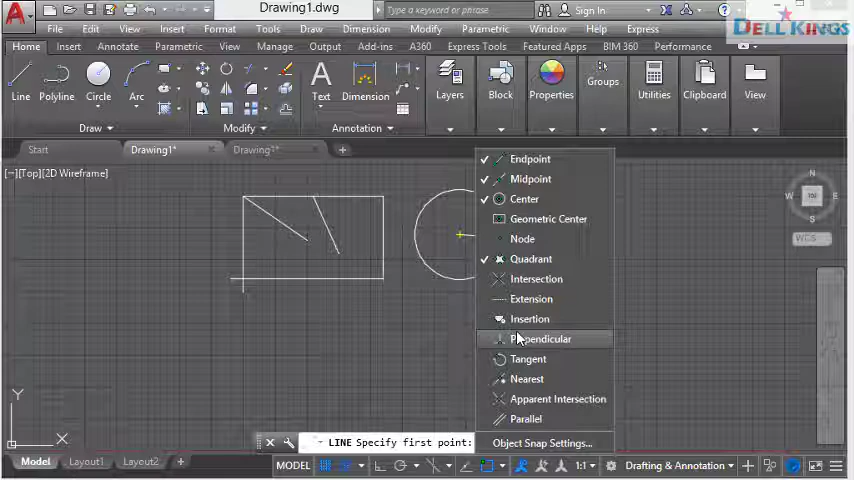 Drawing1.dwg
Type a keyword or phrase
Sign In
DELL KINGS
File Edit View Insert Format Tools Draw Dimension Modify Parametric Window Help Express
Home Insert Annotate Parametric View Manage Output Add-ins A360 Express Tools Featured Apps BIM 360 Performance
Line Polyline Circle Arc Text Dimension Layers Block Properties Groups Utilities Clipboard View
Draw Modify Annotation
Start Drawing1* Drawing1*
[–][Top][2D Wireframe]
N
W TOP E
S
WCS
Endpoint
Midpoint
Center
Geometric Center
Node
Quadrant
Intersection
Extension
Insertion
Perpendicular
Tangent
Nearest
Apparent Intersection
Parallel
Object Snap Settings...
Y
X
LINE Specify first point:
Model Layout1 Layout2 + MODEL 1:1 Drafting & Annotation